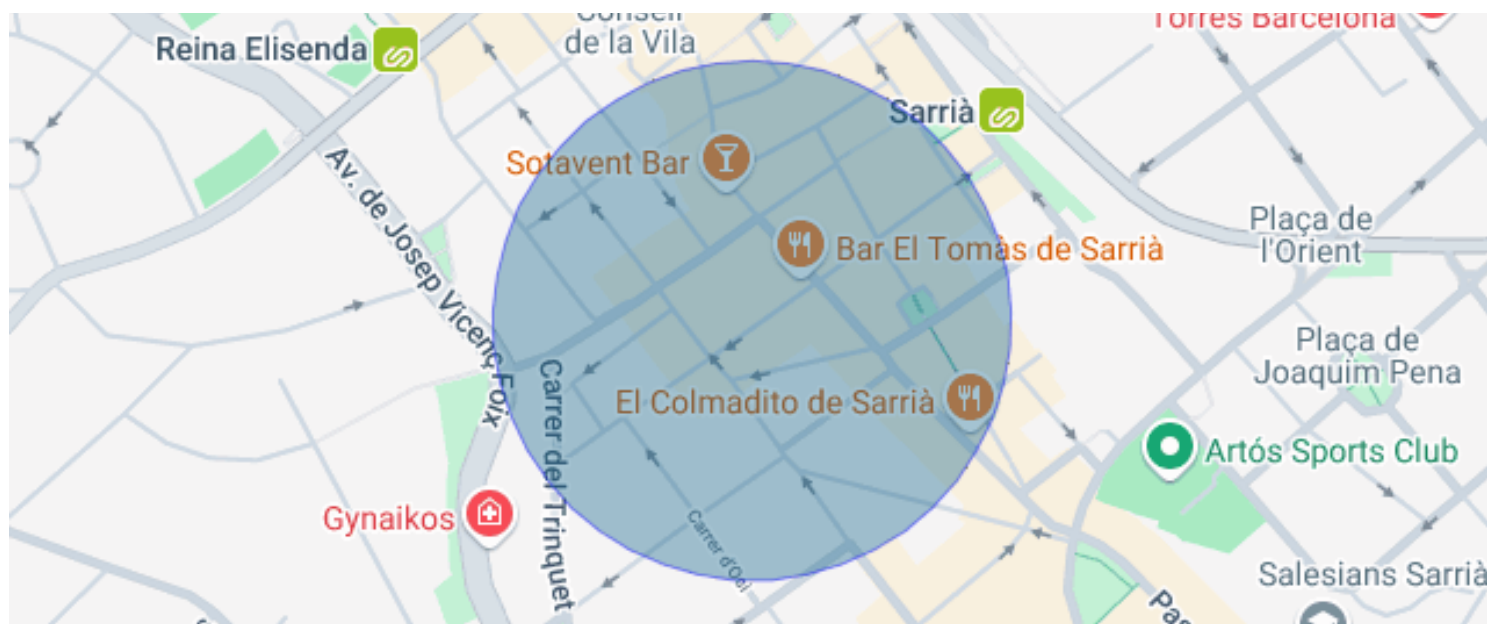 Consell
de la Vila
Torres Barcelona
Reina Elisenda
Sarrià
Sotavent Bar
Av. de Josep Vicenç Foix
Plaça de
l'Orient
Bar El Tomàs de Sarrià
Plaça de
Joaquim Pena
Carrer del Trinquet
El Colmadito de Sarrià
Artós Sports Club
Gynaikos
Carrer d'Osi
Salesians Sarrià
Pas